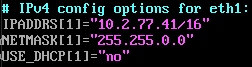 # IPv4 config options for eth1:
IPADDRS[1]="10.2.77.41/16"
NETMASK[1]="255.255.0.0"
USE_DHCP[1]="no"